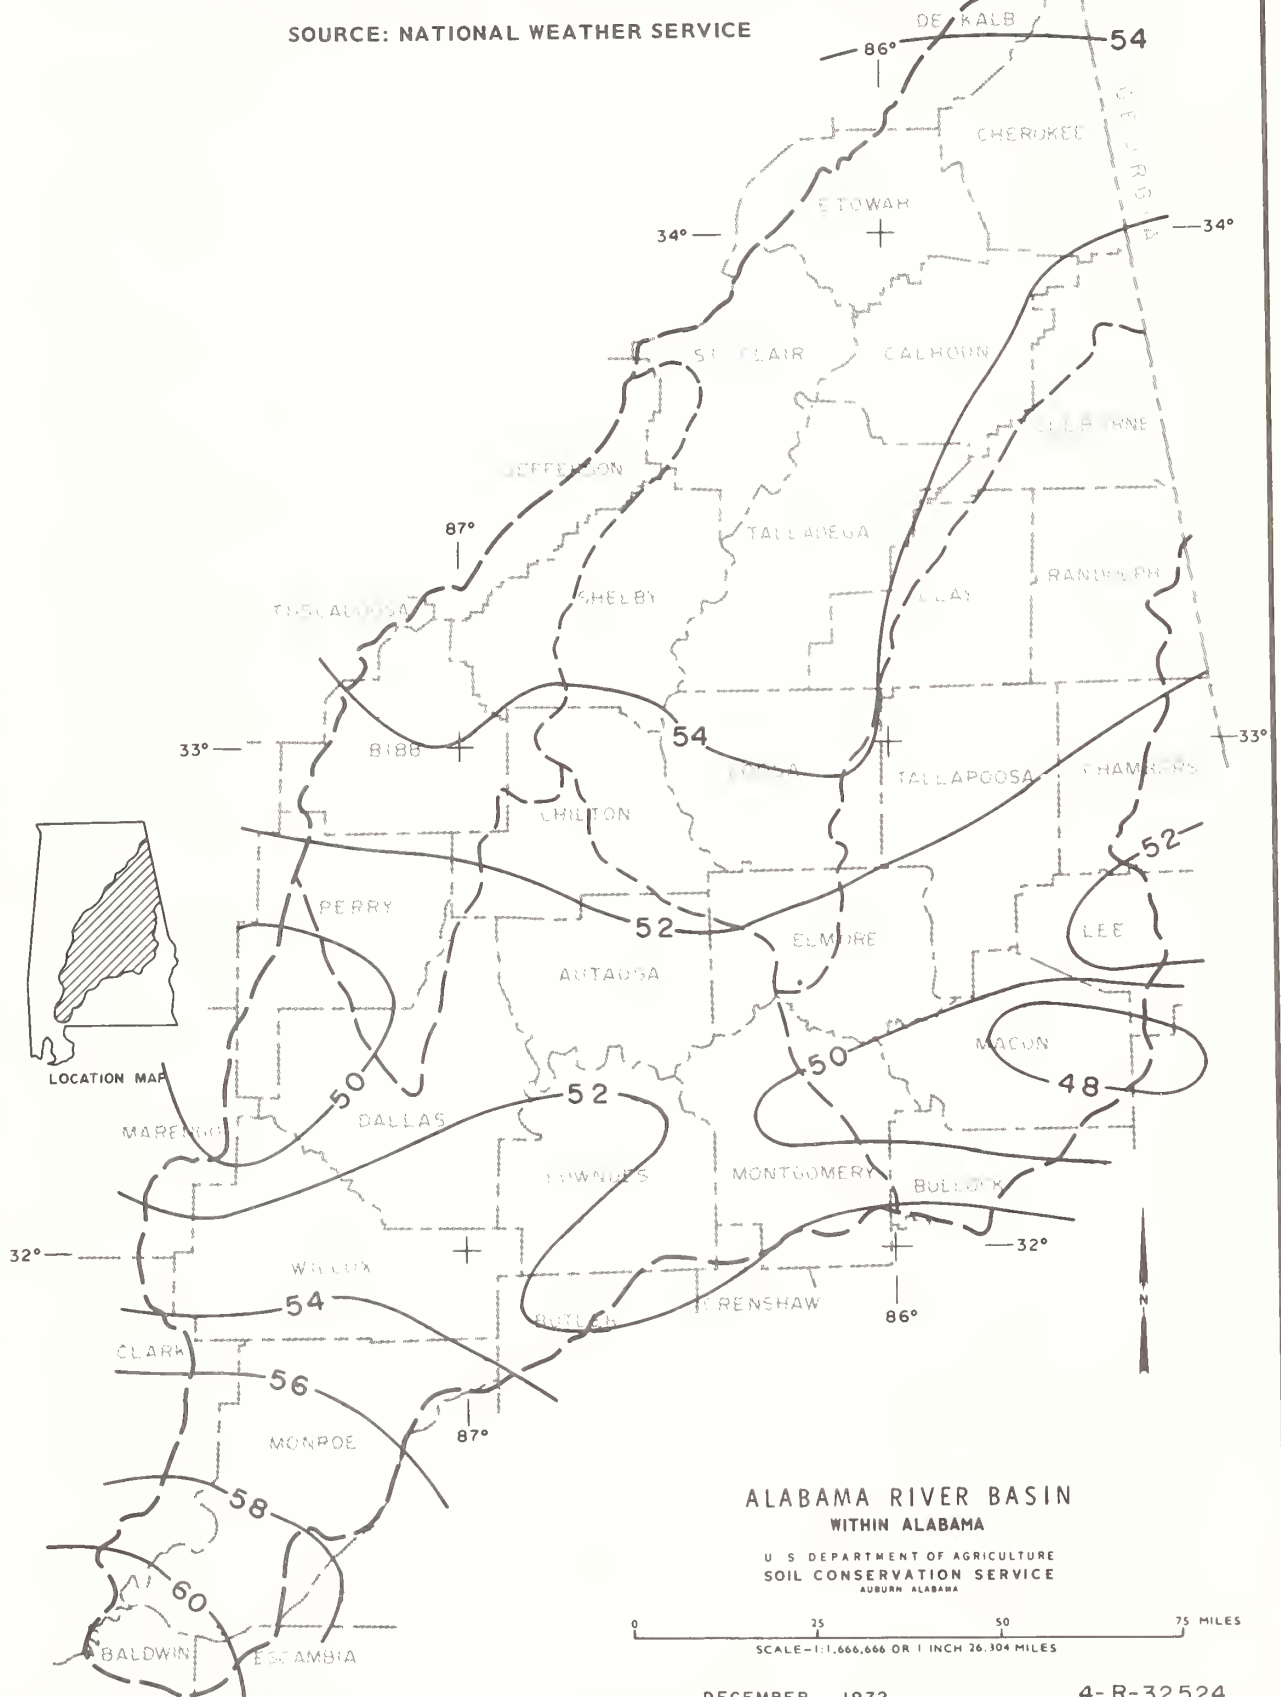 SOURCE: NATIONAL WEATHER SERVICE
DE KALB
54
86°
CHEROKEE
GEORGIA
ETOWAH
34°
34°
ST CLAIR
CALHOUN
JEFFERSON
87°
TALLADEGA
RANDOLPH
SHELBY
CLAY
TUSCALOOSA
33°
BIBB
54
33°
TALLAPOOSA
CHAMBERS
CHILTON
52
PERRY
52
ELMORE
LEE
AUTAUGA
50
MACON
LOCATION MAP
50
52
48
MARENGO
DALLAS
LOWNDES
MONTGOMERY
BULLOCK
32°
32°
WILCOX
54
BUTLER
CRENSHAW
86°
N
CLARK
56
87°
MONROE
58
60
BALDWIN
ESCAMBIA
ALABAMA RIVER BASIN
WITHIN ALABAMA
U S DEPARTMENT OF AGRICULTURE
SOIL CONSERVATION SERVICE
AUBURN ALABAMA
0 25 50 75 MILES
SCALE-1:1,666,666 OR 1 INCH 26.304 MILES
DECEMBER 1972
4-R-32524